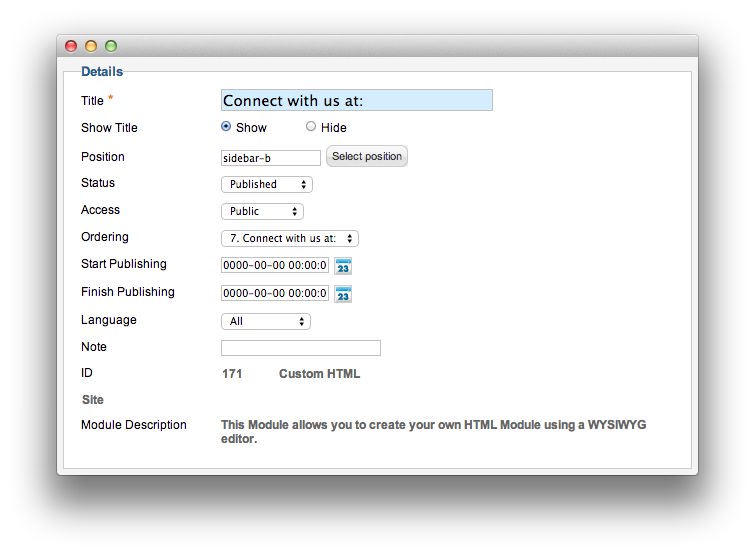 Details
Title * Connect with us at:
Show Title Show Hide
Position sidebar-b Select position
Status Published
Access Public
Ordering 7. Connect with us at:
Start Publishing 0000-00-00 00:00:0 23
Finish Publishing 0000-00-00 00:00:0 23
Language All
Note
ID 171 Custom HTML
Site
Module Description This Module allows you to create your own HTML Module using a WYSIWYG
editor.